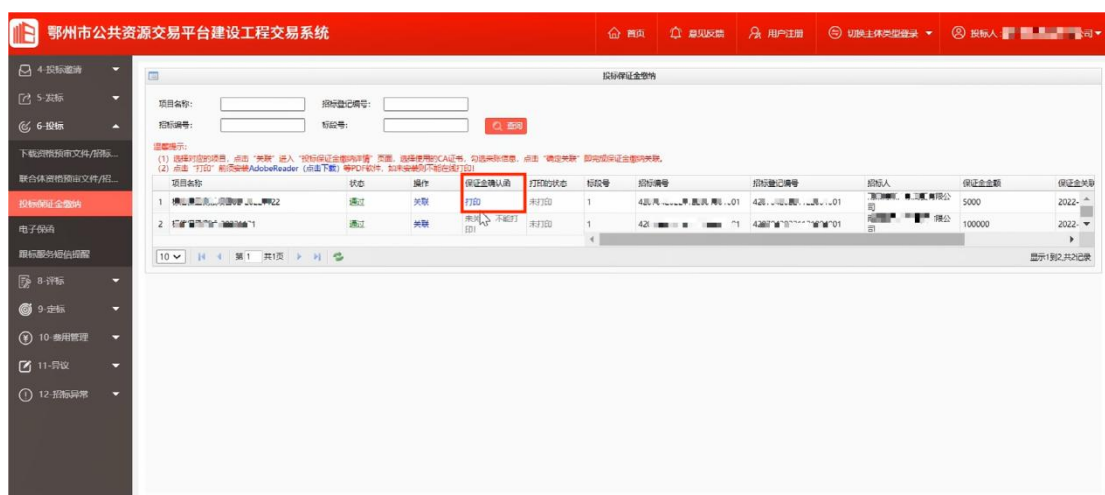 鄂州市公共资源交易平台建设工程交易系统
首页 意见反馈 用户注册 切换主体类型登录 投标人 司
4-投标邀请
5-发标
6-投标
下载资格预审文件/招标...
联合体资格预审文件/招...
投标保证金缴纳
电子保函
跟标服务短信提醒
8-评标
9-定标
10-费用管理
11-异议
12-招标异常
投标保证金缴纳
项目名称: 招标登记编号:
招标编号: 标段号: 查询
温馨提示:
(1) 选择对应的项目,点击“关联”进入“投标保证金缴纳详情”页面,选择使用的CA证书,勾选来账信息,点击“确定关联”即完成保证金缴纳关联。
(2) 点击“打印”前须安装AdobeReader(点击下载)等PDF软件,如未安装则不能在线打印!
项目名称 状态 操作 保证金确认函 打印的状态 标段号 招标编号 招标登记编号 招标人 保证金金额 保证金关联
1 通过 关联 打印 未打印 1 5000 2022-
2 通过 关联 不能打印! 未打印 1 100000 2022-
10 第 1 共1页 显示1到2,共2记录